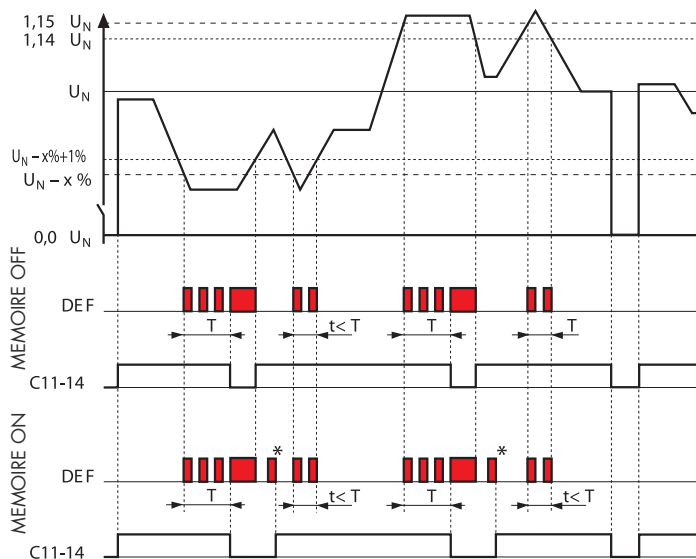 1,15 U_N
1,14 U_N
U_N
U_N – x%+1%
U_N – x %
0,0 U_N
MEMOIRE OFF
DEF
T t< T T T
C11-14
MEMOIRE ON
* *
DEF
T t< T T t< T
C11-14